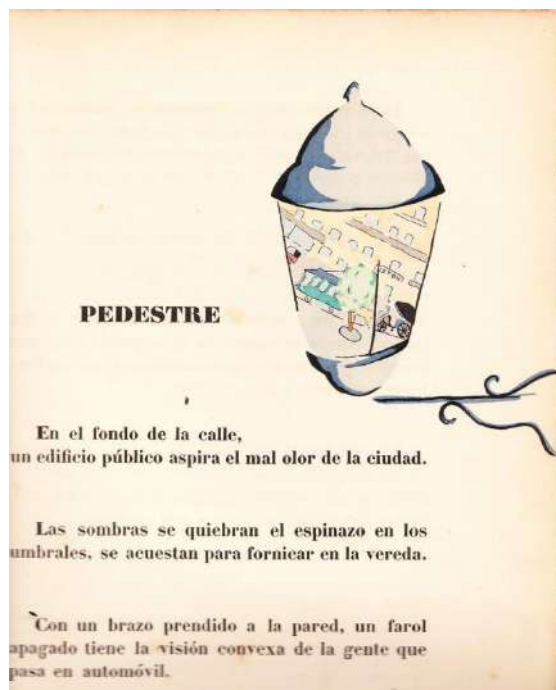 PEDESTRE
En el fondo de la calle,
un edificio público aspira el mal olor de la ciudad.
Las sombras se quiebran el espinazo en los
umbrales, se acuestan para fornicar en la vereda.
Con un brazo prendido a la pared, un farol
apagado tiene la visión convexa de la gente que
pasa en automóvil.